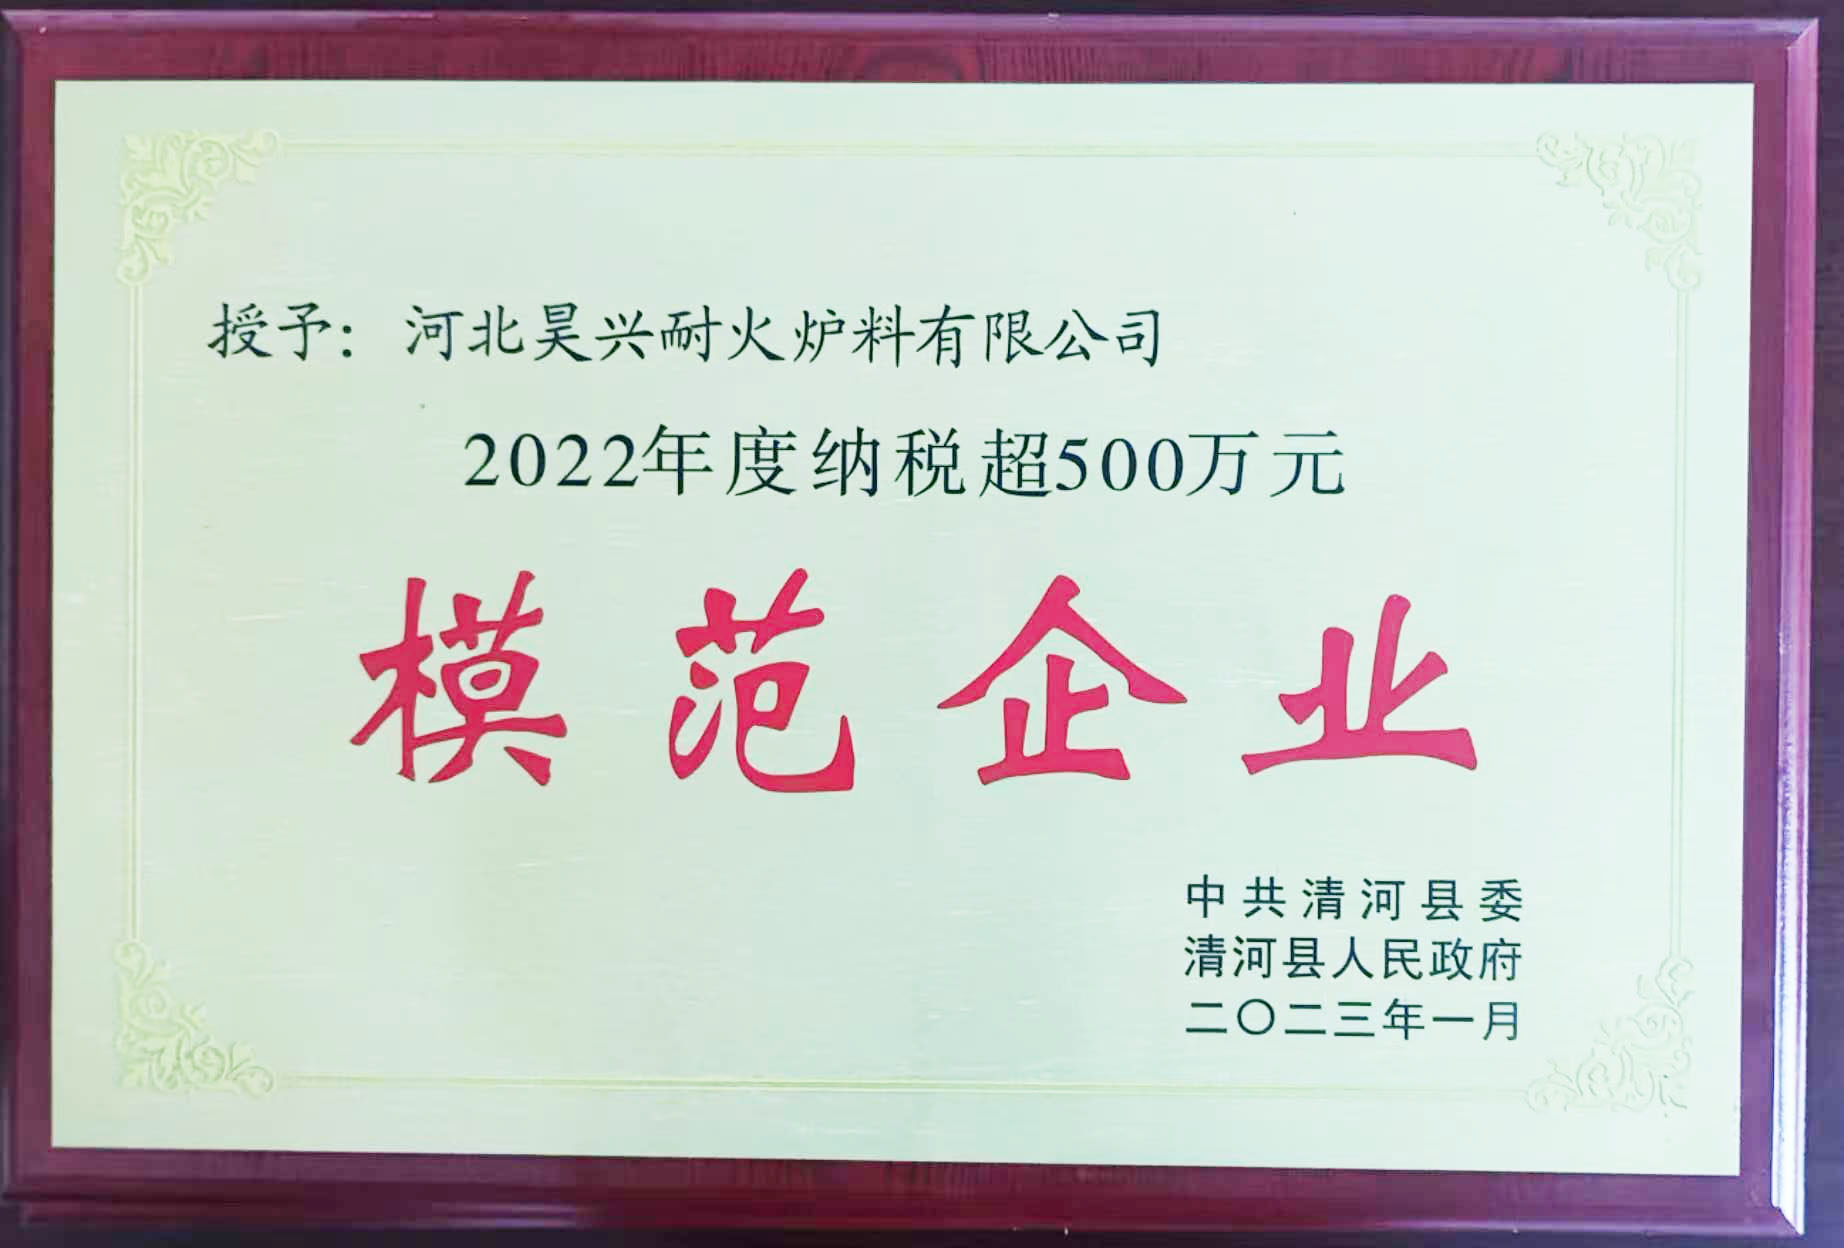 授予：河北昊兴耐火炉料有限公司
2022年度纳税超500万元
模范企业
中共清河县委
清河县人民政府
二〇二三年一月